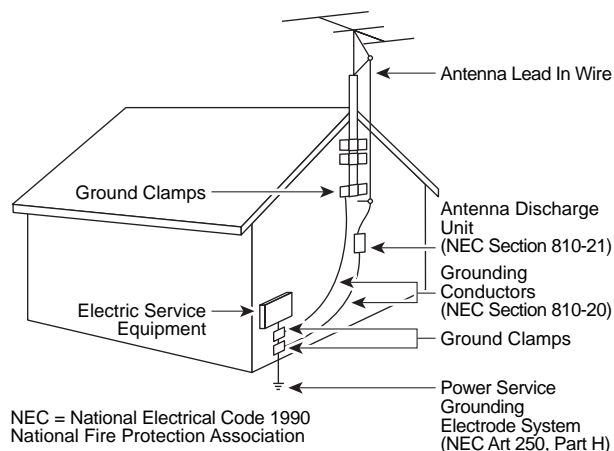 Antenna Lead In Wire
Ground Clamps
Antenna Discharge
Unit
(NEC Section 810-21)
Grounding
Conductors
(NEC Section 810-20)
Electric Service
Equipment
Ground Clamps
Power Service
Grounding
Electrode System
(NEC Art 250, Part H)
NEC = National Electrical Code 1990
National Fire Protection Association